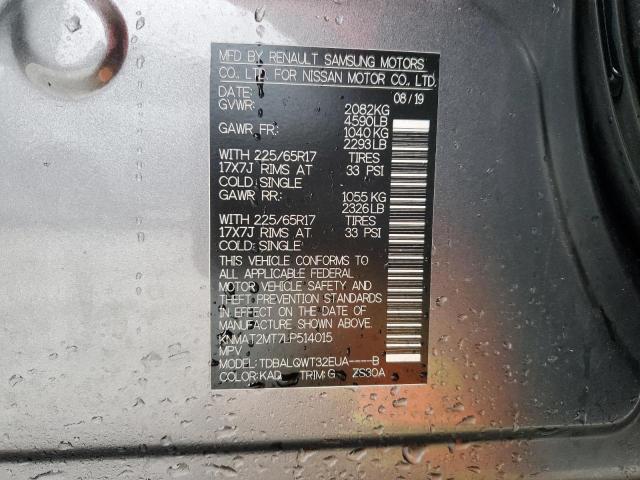 MFD BY RENAULT SAMSUNG MOTORS
CO., LTD. FOR NISSAN MOTOR CO., LTD.
DATE: 08/19
GVWR: 2082KG
4590LB
GAWR FR: 1040 KG
2293LB
WITH 225/65R17 TIRES
17X7J RIMS AT 33 PSI
COLD SINGLE
GAWR RR: 1055 KG
2326LB
WITH 225/65R17 TIRES
17X7J RIMS AT 33 PSI
COLD SINGLE
THIS VEHICLE CONFORMS TO
ALL APPLICABLE FEDERAL
MOTOR VEHICLE SAFETY AND
THEFT PREVENTION STANDARDS
IN EFFECT ON THE DATE OF
MANUFACTURE SHOWN ABOVE.
KNMAT2MT7LP514015
MPV
MODEL: TDBALQWT32EUA----B
COLOR: KAD TRIM: G ZS30A